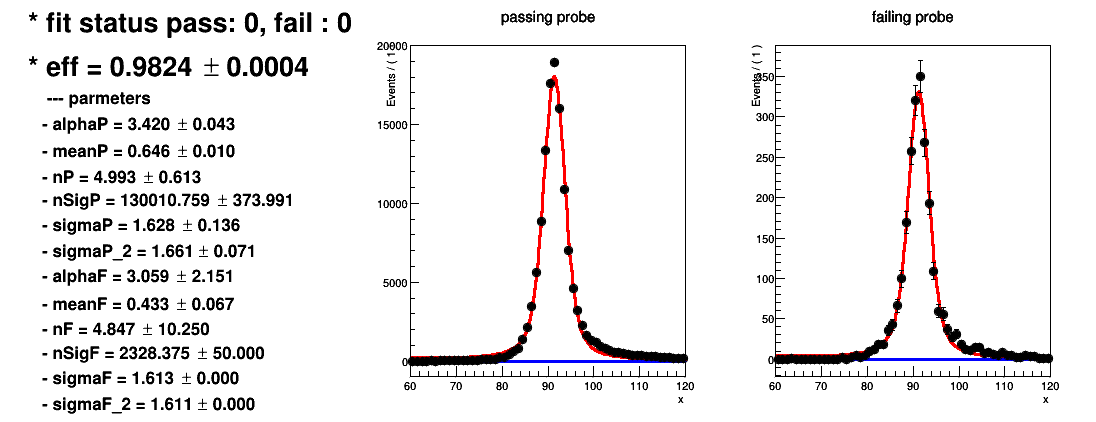 * fit status pass: 0, fail : 0
* eff = 0.9824 ± 0.0004
--- parmeters
- alphaP = 3.420 ± 0.043
- meanP = 0.646 ± 0.010
- nP = 4.993 ± 0.613
- nSigP = 130010.759 ± 373.991
- sigmaP = 1.628 ± 0.136
- sigmaP_2 = 1.661 ± 0.071
- alphaF = 3.059 ± 2.151
- meanF = 0.433 ± 0.067
- nF = 4.847 ± 10.250
- nSigF = 2328.375 ± 50.000
- sigmaF = 1.613 ± 0.000
- sigmaF_2 = 1.611 ± 0.000
passing probe
Events / ( 1 )
20000
15000
10000
5000
0
60 70 80 90 100 110 120
x
failing probe
Events / ( 1 )
350
300
250
200
150
100
50
0
60 70 80 90 100 110 120
x